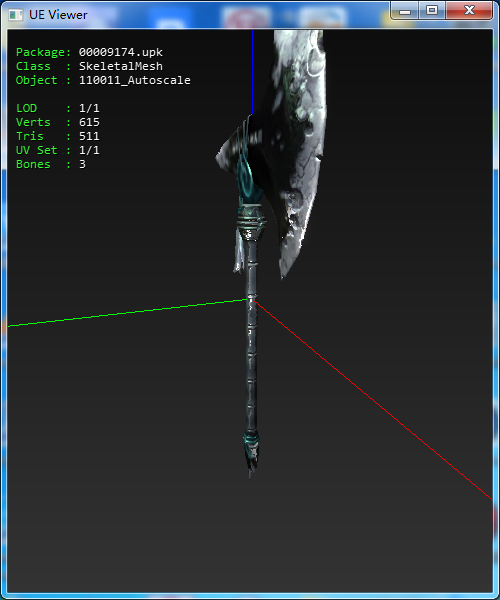 UE Viewer
Package: 00009174.upk
Class  : SkeletalMesh
Object : 110011_Autoscale
LOD    : 1/1
Verts  : 615
Tris   : 511
UV Set : 1/1
Bones  : 3